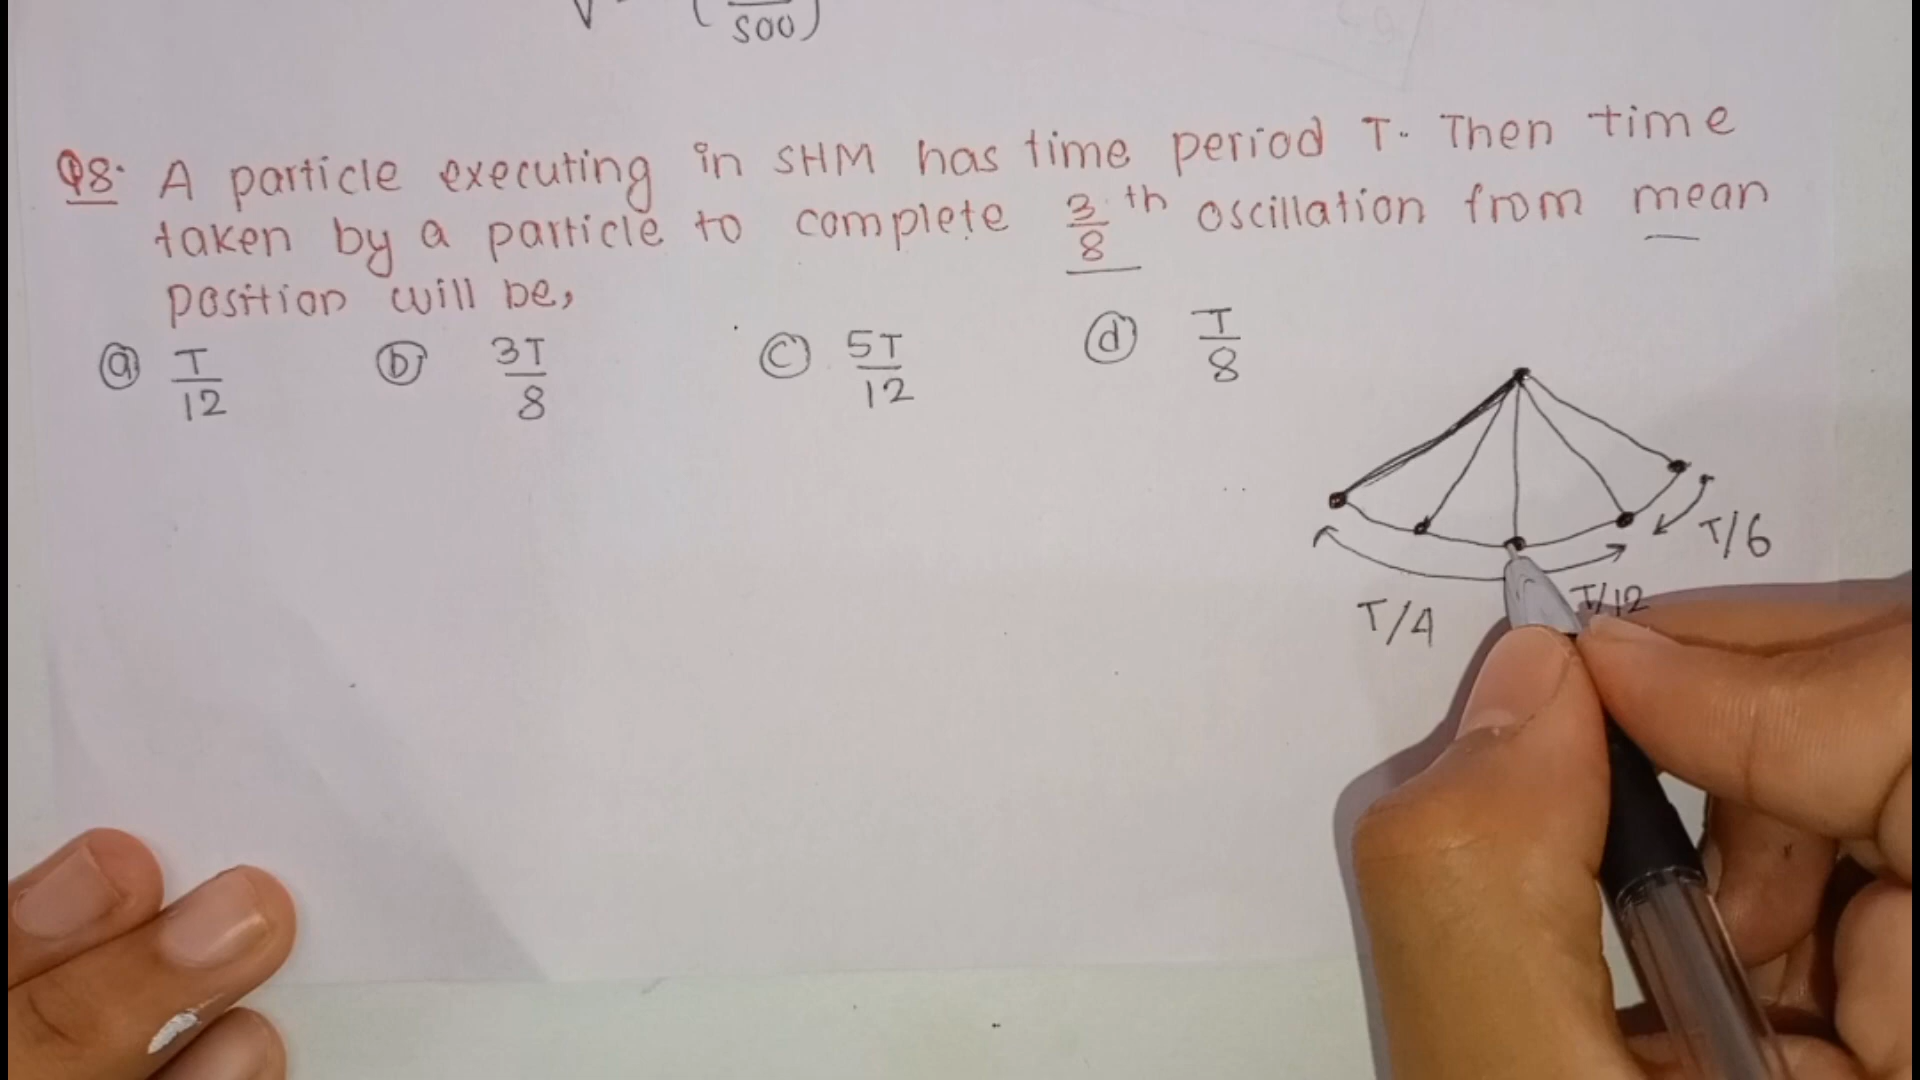 500
Q8. A particle executing in SHM has time period T. Then time
taken by a particle to complete 3/8 th oscillation from mean
position will be,
(a) T/12 (b) 3T/8 (c) 5T/12 (d) T/8
T/6
T/4 T/12